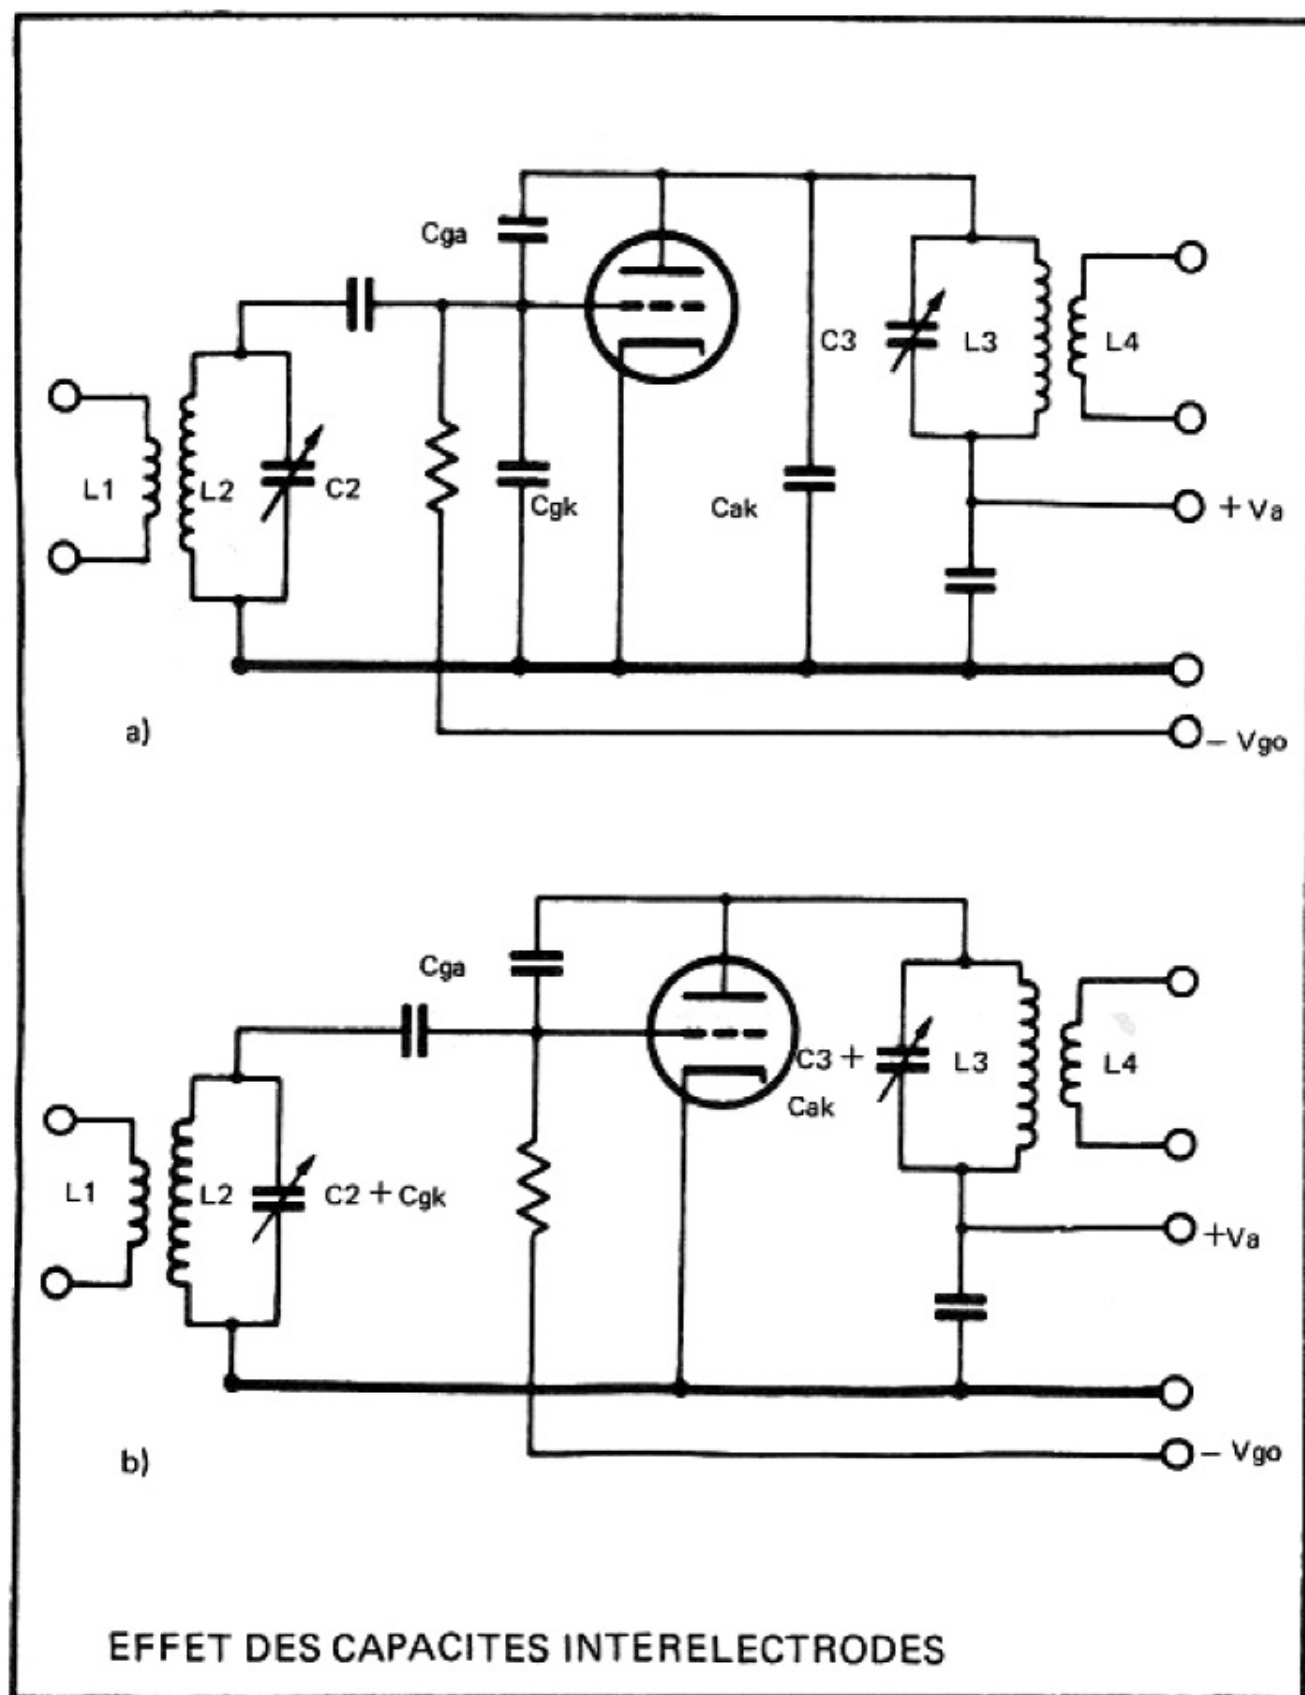 Cga
C3
L3
L4
L1
L2
C2
Cgk
Cak
+ Va
a)
– Vgo
Cga
C3 +
L3
L4
Cak
L1
L2
C2 + Cgk
+Va
b)
– Vgo
EFFET DES CAPACITES INTERELECTRODES